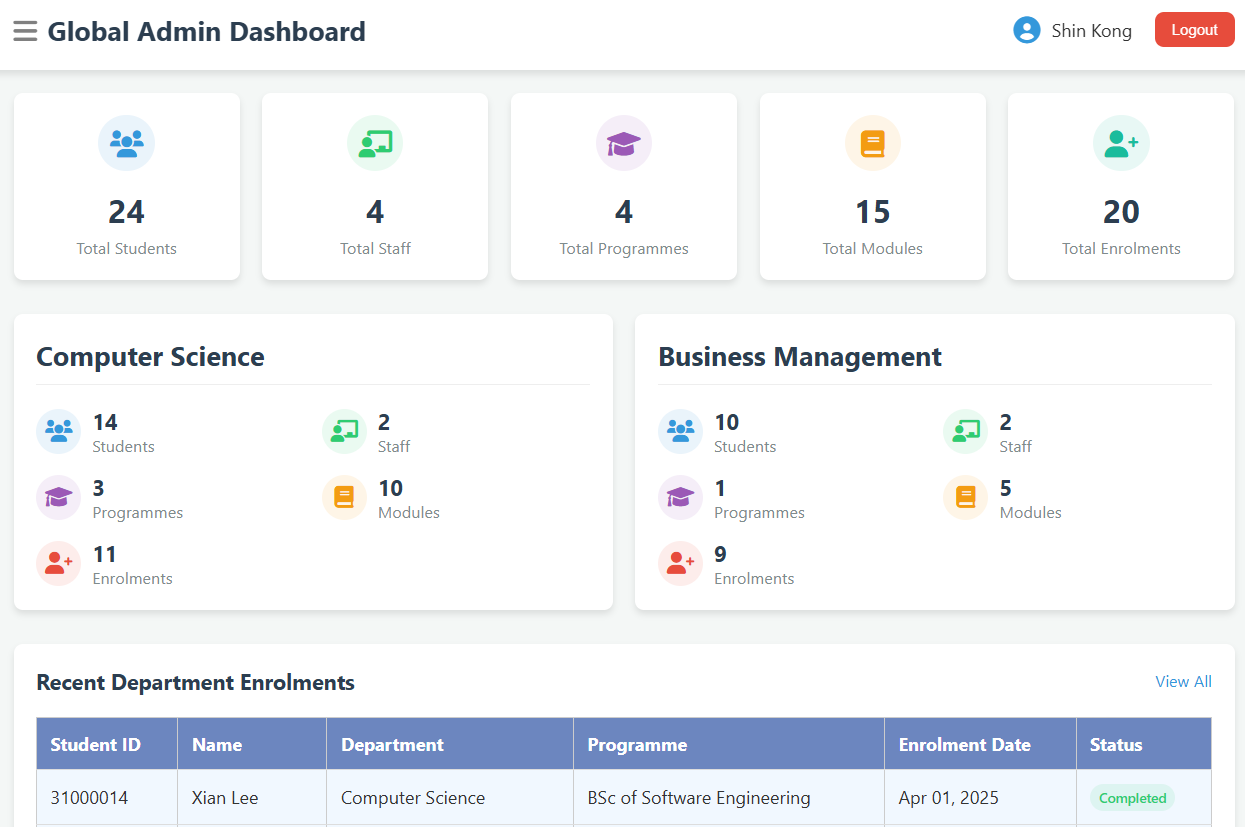 Global Admin Dashboard
Shin Kong
Logout
24
Total Students
4
Total Staff
4
Total Programmes
15
Total Modules
20
Total Enrolments
Computer Science
14
Students
2
Staff
3
Programmes
10
Modules
11
Enrolments
Business Management
10
Students
2
Staff
1
Programmes
5
Modules
9
Enrolments
Recent Department Enrolments
View All
Student ID Name Department Programme Enrolment Date Status
31000014 Xian Lee Computer Science BSc of Software Engineering Apr 01, 2025 Completed